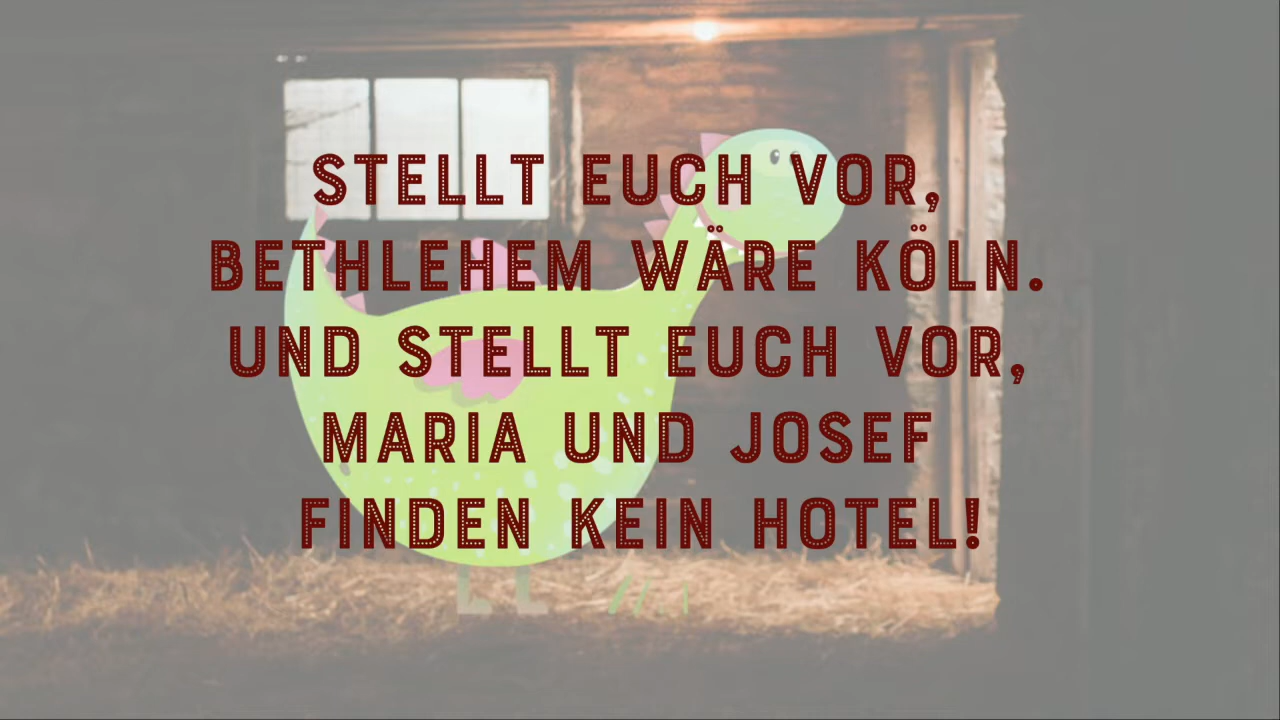 STELLT EUCH VOR,
BETHLEHEM WÄRE KÖLN.
UND STELLT EUCH VOR,
MARIA UND JOSEF
FINDEN KEIN HOTEL!